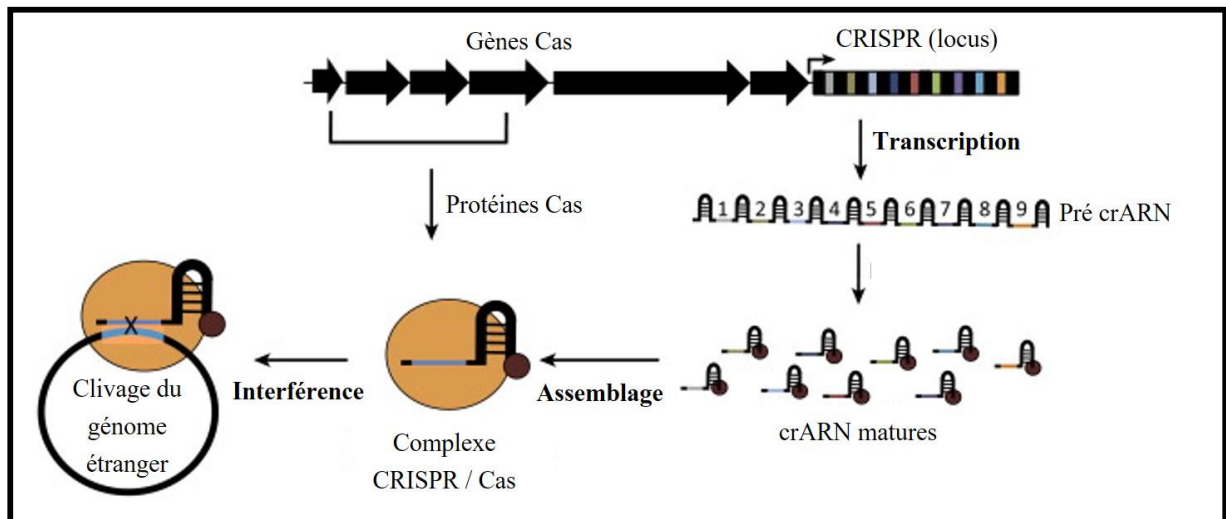 Gènes Cas
CRISPR (locus)
Transcription
Protéines Cas
1 2 3 4 5 6 7 8 9
Pré crARN
Clivage du
génome
étranger
Interférence
Complexe
CRISPR / Cas
Assemblage
crARN matures
X